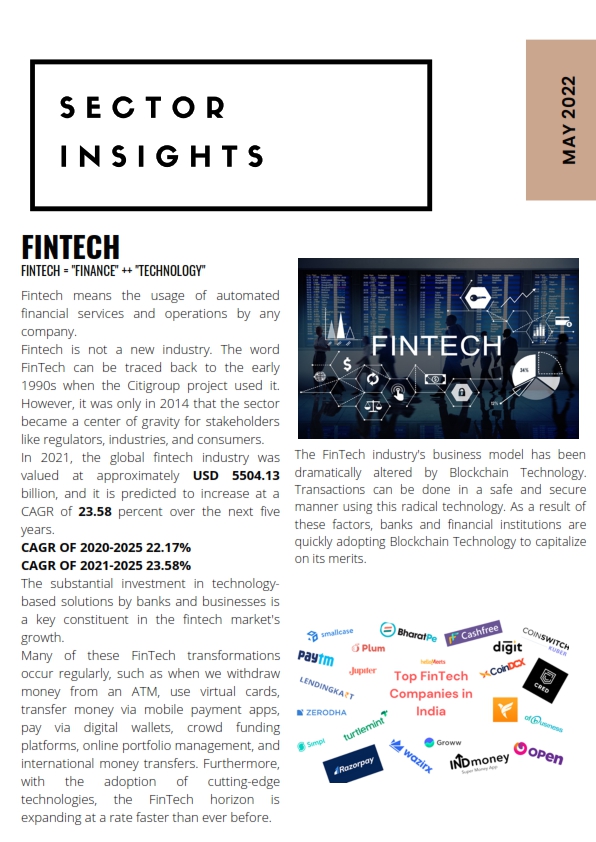 SECTOR
INSIGHTS
MAY 2022
FINTECH
FINTECH = "FINANCE" ++ "TECHNOLOGY"
Fintech means the usage of automated
financial services and operations by any
company.
Fintech is not a new industry. The word
FinTech can be traced back to the early
1990s when the Citigroup project used it.
However, it was only in 2014 that the sector
became a center of gravity for stakeholders
like regulators, industries, and consumers.
In 2021, the global fintech industry was
valued at approximately USD 5504.13
billion, and it is predicted to increase at a
CAGR of 23.58 percent over the next five
years.
CAGR OF 2020-2025 22.17%
CAGR OF 2021-2025 23.58%
The substantial investment in technology-
based solutions by banks and businesses is
a key constituent in the fintech market's
growth.
Many of these FinTech transformations
occur regularly, such as when we withdraw
money from an ATM, use virtual cards,
transfer money via mobile payment apps,
pay via digital wallets, crowd funding
platforms, online portfolio management, and
international money transfers. Furthermore,
with the adoption of cutting-edge
technologies, the FinTech horizon is
expanding at a rate faster than ever before.
FINTECH
34%
The FinTech industry's business model has been
dramatically altered by Blockchain Technology.
Transactions can be done in a safe and secure
manner using this radical technology. As a result of
these factors, banks and financial institutions are
quickly adopting Blockchain Technology to capitalize
on its merits.
smallcase
BharatPe
Cashfree
COINSWITCH
KUBER
Paytm
Plum
digit
Jupiter
CoinDCX
CRED
LENDINGKART
Top FinTech
Companies in
India
ZERODHA
turtlemint
ofBusiness
Simpl
Razorpay
wazirx
Groww
INDmoney
Super Money App
open